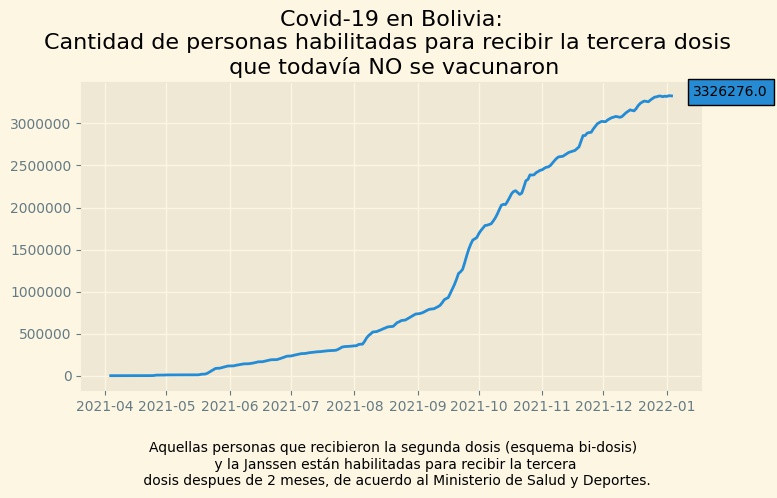 Covid-19 en Bolivia:
Cantidad de personas habilitadas para recibir la tercera dosis
que todavía NO se vacunaron
3326276.0
3000000
2500000
2000000
1500000
1000000
500000
0
2021-04 2021-05 2021-06 2021-07 2021-08 2021-09 2021-10 2021-11 2021-12 2022-01
Aquellas personas que recibieron la segunda dosis (esquema bi-dosis)
y la Janssen están habilitadas para recibir la tercera
dosis despues de 2 meses, de acuerdo al Ministerio de Salud y Deportes.